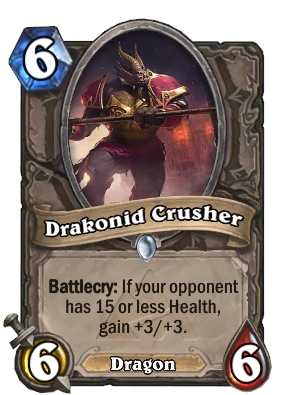 6
Drakonid Crusher
Battlecry: If your opponent
has 15 or less Health,
gain +3/+3.
6
Dragon
6